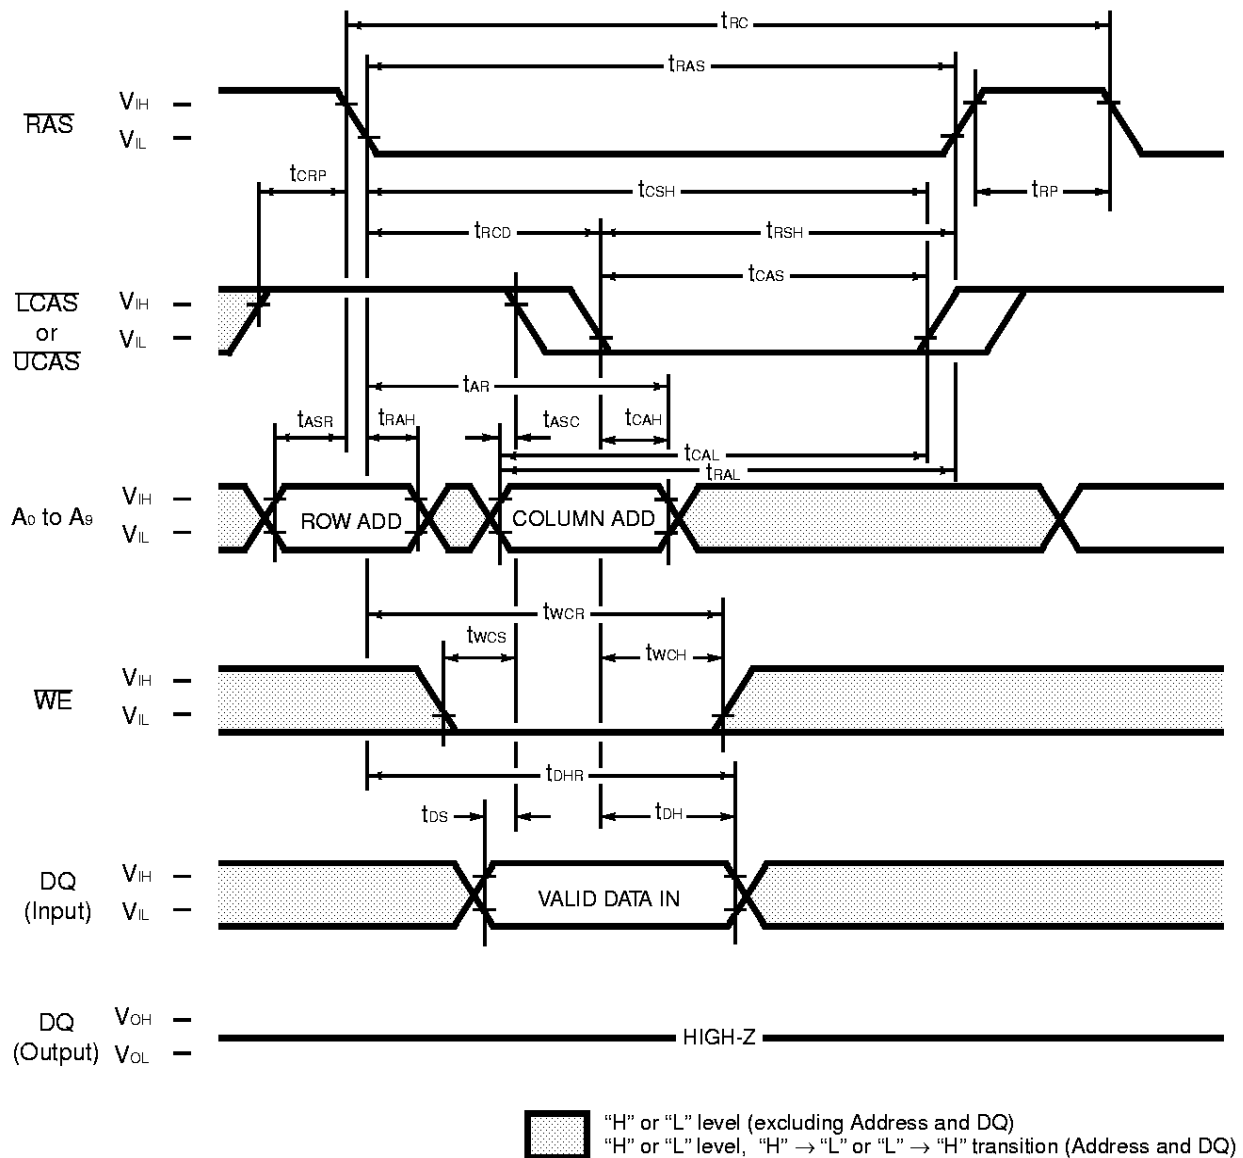 tRC
tRAS
RAS
VIH
VIL
tCRP
tCSH
tRP
tRCD
tRSH
tCAS
LCAS
or
UCAS
VIH
VIL
tAR
tASR
tRAH
tASC
tCAH
tCAL
tRAL
A0 to A9
VIH
VIL
ROW ADD
COLUMN ADD
tWCR
tWCS
tWCH
WE
VIH
VIL
tDHR
tDS
tDH
DQ
(Input)
VIH
VIL
VALID DATA IN
DQ
(Output)
VOH
VOL
HIGH-Z
“H” or “L” level (excluding Address and DQ)
“H” or “L” level, “H” → “L” or “L” → “H” transition (Address and DQ)